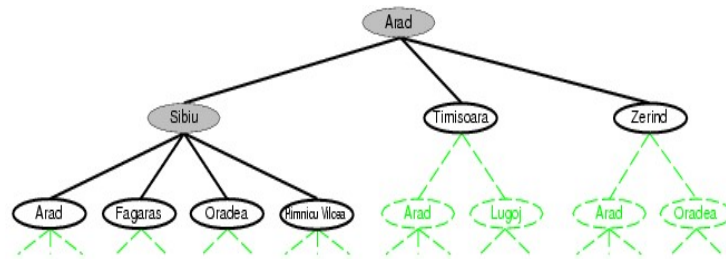 Arad
Sibiu Timisoara Zerind
Arad Fagaras Oradea Rimnicu Vilcea Arad Lugoj Arad Oradea